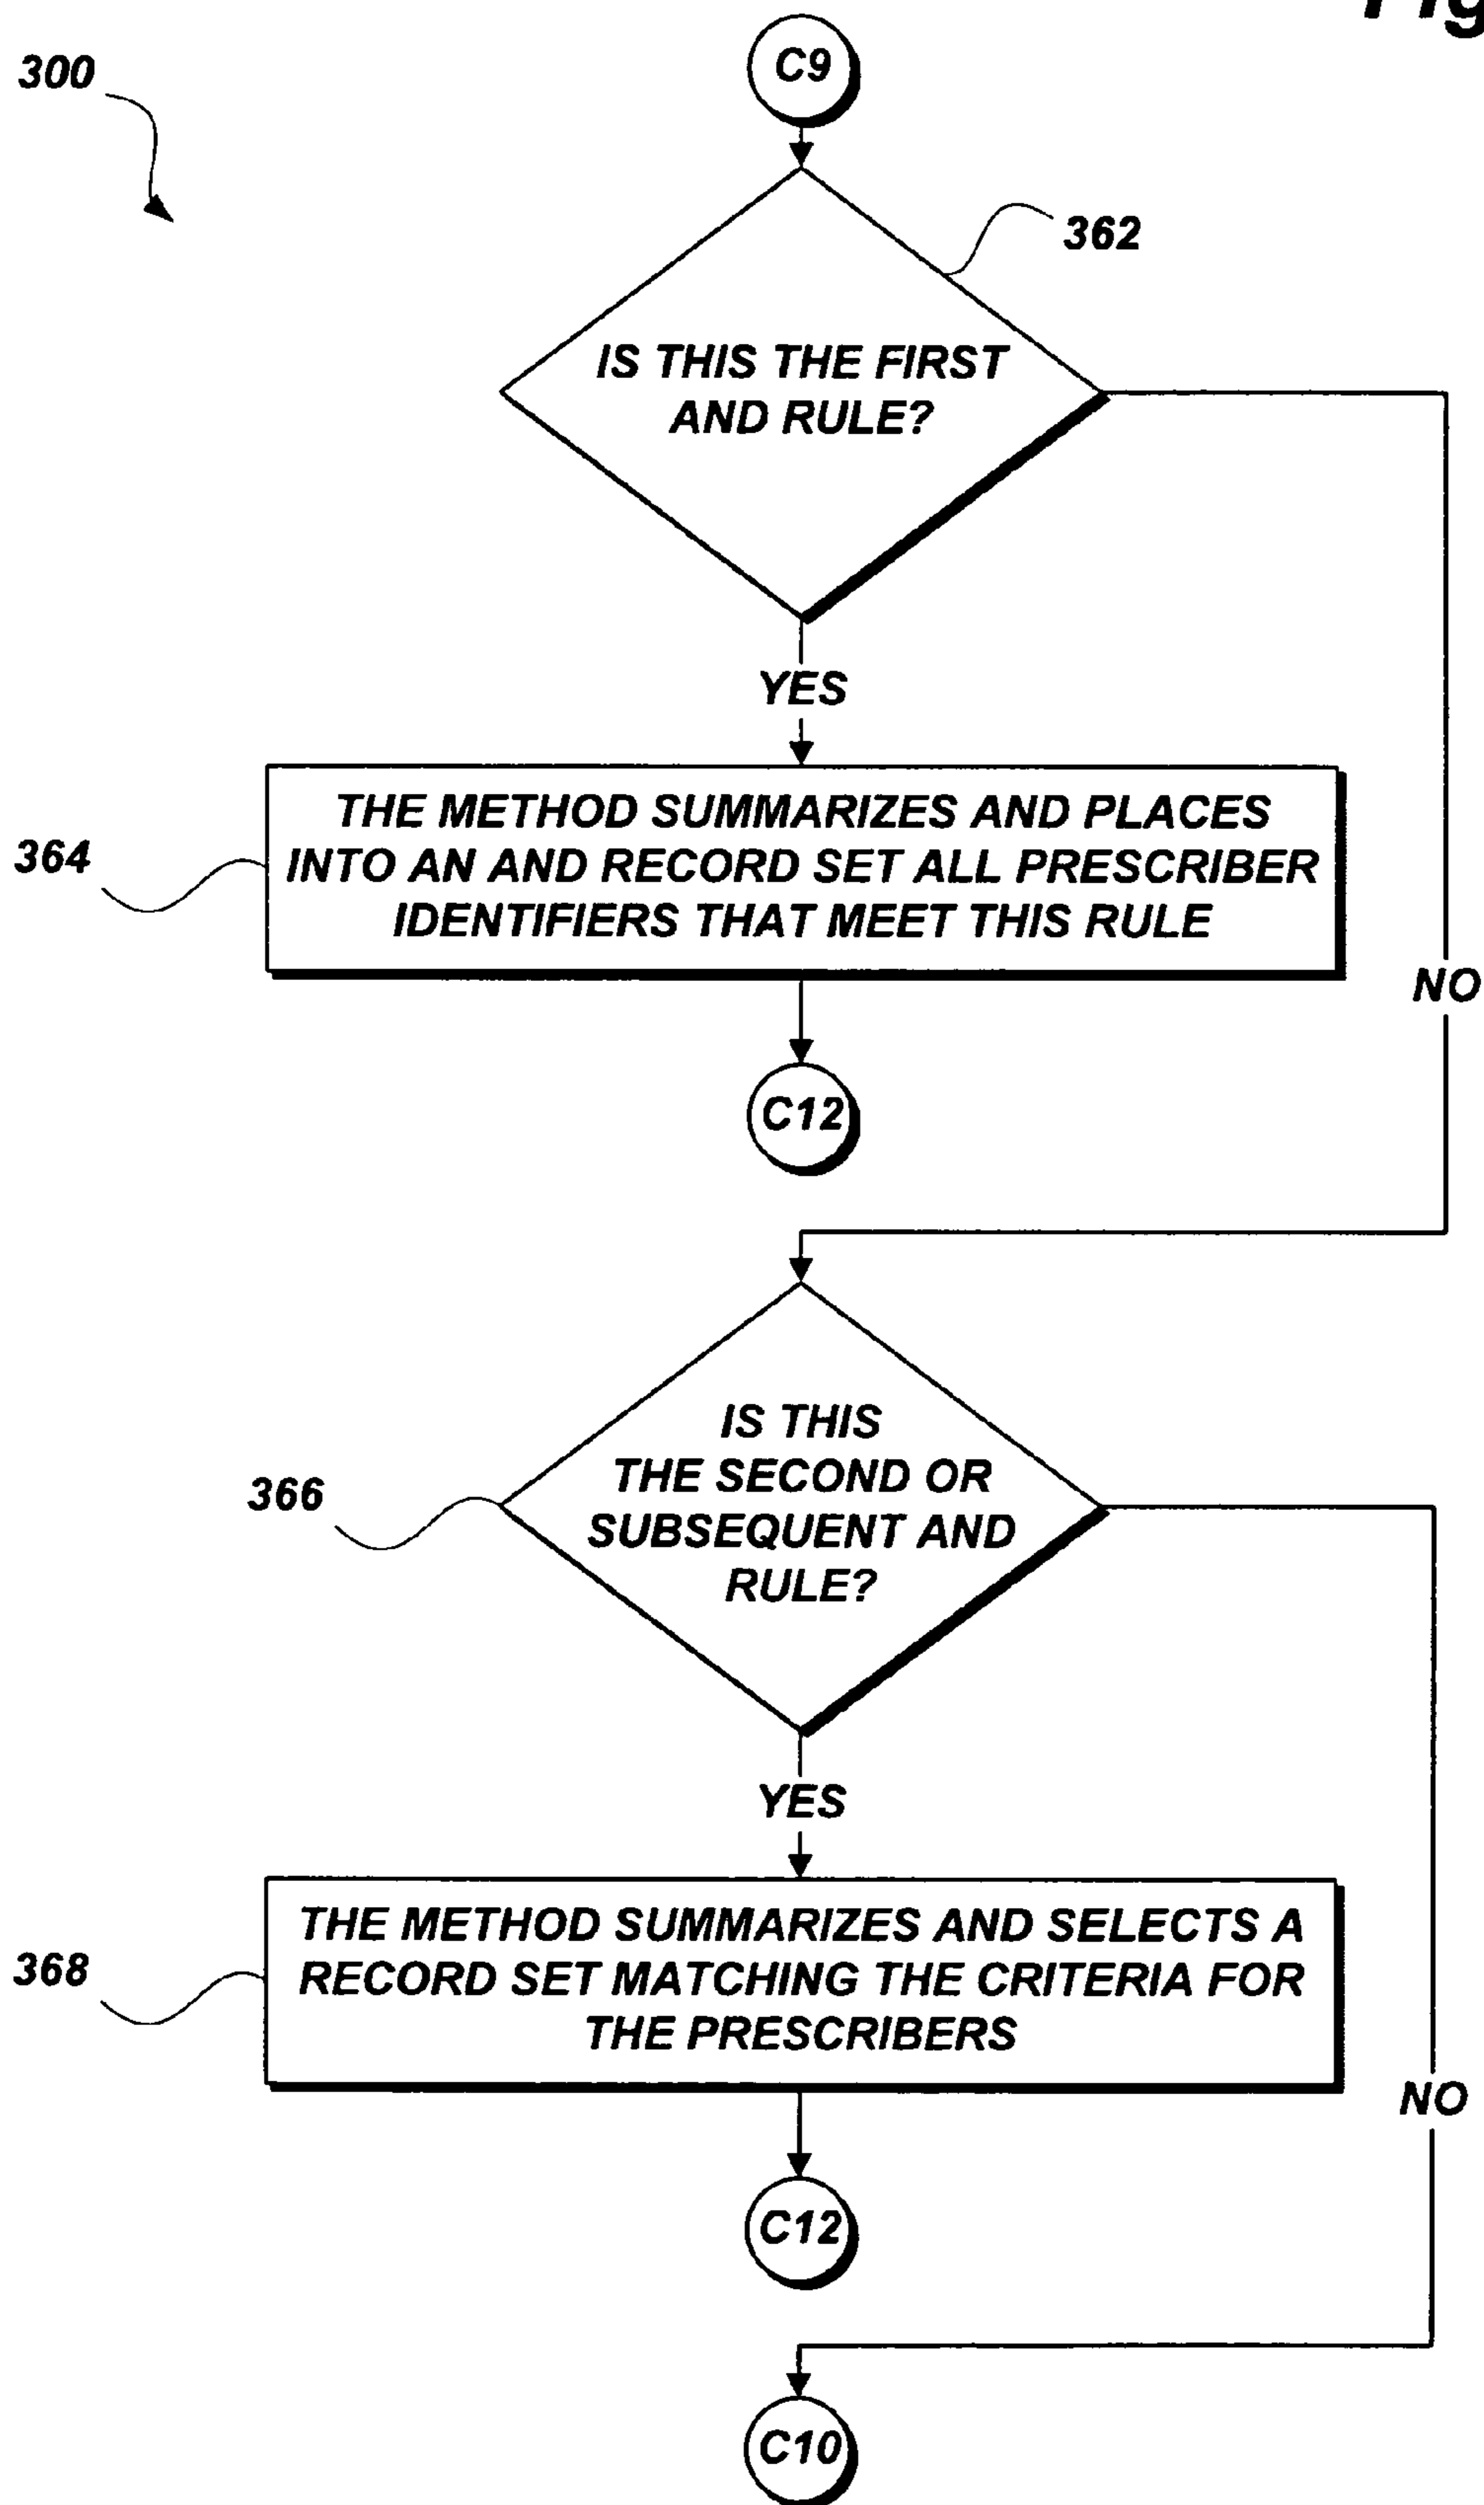 Fig
300
C9
362
IS THIS THE FIRST
AND RULE?
YES
THE METHOD SUMMARIZES AND PLACES
INTO AN AND RECORD SET ALL PRESCRIBER
IDENTIFIERS THAT MEET THIS RULE
364
NO
C12
IS THIS
THE SECOND OR
SUBSEQUENT AND
RULE?
366
YES
THE METHOD SUMMARIZES AND SELECTS A
RECORD SET MATCHING THE CRITERIA FOR
THE PRESCRIBERS
368
NO
C12
C10